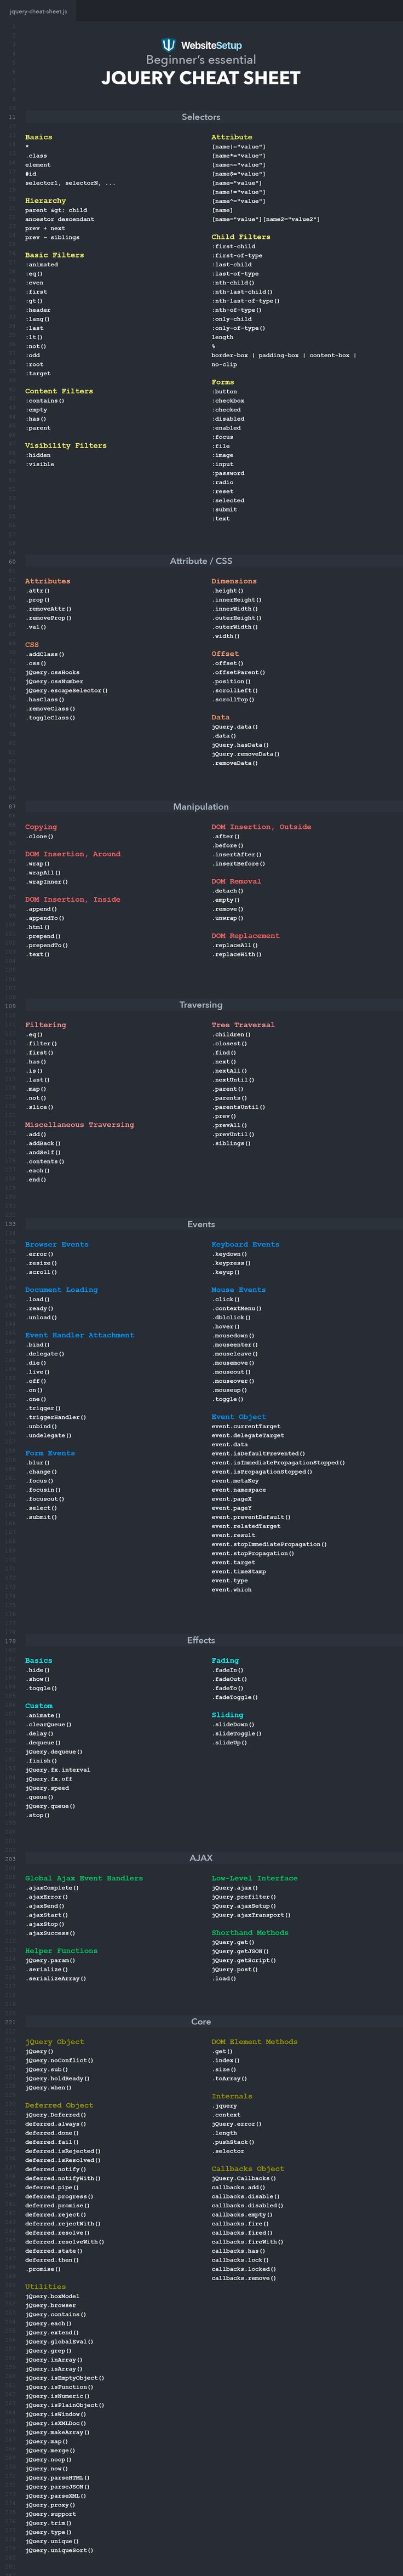 jquery-cheat-sheet.js
WebsiteSetup
Beginner's essential
JQUERY CHEAT SHEET
11
Selectors
Basics
*
.class
element
#id
selector1, selectorN, ...
Hierarchy
parent &gt; child
ancestor descendant
prev + next
prev ~ siblings
Basic Filters
:animated
:eq()
:even
:first
:gt()
:header
:lang()
:last
:lt()
:not()
:odd
:root
:target
Content Filters
:contains()
:empty
:has()
:parent
Visibility Filters
:hidden
:visible
Attribute
[name|="value"]
[name*="value"]
[name~="value"]
[name$="value"]
[name="value"]
[name!="value"]
[name^="value"]
[name]
[name="value"][name2="value2"]
Child Filters
:first-child
:first-of-type
:last-child
:last-of-type
:nth-child()
:nth-last-child()
:nth-last-of-type()
:nth-of-type()
:only-child
:only-of-type()
length
%
border-box | padding-box | content-box |
no-clip
Forms
:button
:checkbox
:checked
:disabled
:enabled
:focus
:file
:image
:input
:password
:radio
:reset
:selected
:submit
:text
60
Attribute / CSS
Attributes
.attr()
.prop()
.removeAttr()
.removeProp()
.val()
CSS
.addClass()
.css()
jQuery.cssHooks
jQuery.cssNumber
jQuery.escapeSelector()
.hasClass()
.removeClass()
.toggleClass()
Dimensions
.height()
.innerHeight()
.innerWidth()
.outerHeight()
.outerWidth()
.width()
Offset
.offset()
.offsetParent()
.position()
.scrollLeft()
.scrollTop()
Data
jQuery.data()
.data()
jQuery.hasData()
jQuery.removeData()
.removeData()
87
Manipulation
Copying
.clone()
DOM Insertion, Around
.wrap()
.wrapAll()
.wrapInner()
DOM Insertion, Inside
.append()
.appendTo()
.html()
.prepend()
.prependTo()
.text()
DOM Insertion, Outside
.after()
.before()
.insertAfter()
.insertBefore()
DOM Removal
.detach()
.empty()
.remove()
.unwrap()
DOM Replacement
.replaceAll()
.replaceWith()
109
Traversing
Filtering
.eq()
.filter()
.first()
.has()
.is()
.last()
.map()
.not()
.slice()
Miscellaneous Traversing
.add()
.addBack()
.andSelf()
.contents()
.each()
.end()
Tree Traversal
.children()
.closest()
.find()
.next()
.nextAll()
.nextUntil()
.parent()
.parents()
.parentsUntil()
.prev()
.prevAll()
.prevUntil()
.siblings()
133
Events
Browser Events
.error()
.resize()
.scroll()
Document Loading
.load()
.ready()
.unload()
Event Handler Attachment
.bind()
.delegate()
.die()
.live()
.off()
.on()
.one()
.trigger()
.triggerHandler()
.unbind()
.undelegate()
Form Events
.blur()
.change()
.focus()
.focusin()
.focusout()
.select()
.submit()
Keyboard Events
.keydown()
.keypress()
.keyup()
Mouse Events
.click()
.contextMenu()
.dblclick()
.hover()
.mousedown()
.mouseenter()
.mouseleave()
.mousemove()
.mouseout()
.mouseover()
.mouseup()
.toggle()
Event Object
event.currentTarget
event.delegateTarget
event.data
event.isDefaultPrevented()
event.isImmediatePropagationStopped()
event.isPropagationStopped()
event.metaKey
event.namespace
event.pageX
event.pageY
event.preventDefault()
event.relatedTarget
event.result
event.stopImmediatePropagation()
event.stopPropagation()
event.target
event.timeStamp
event.type
event.which
179
Effects
Basics
.hide()
.show()
.toggle()
Custom
.animate()
.clearQueue()
.delay()
.dequeue()
jQuery.dequeue()
.finish()
jQuery.fx.interval
jQuery.fx.off
jQuery.speed
.queue()
jQuery.queue()
.stop()
Fading
.fadeIn()
.fadeOut()
.fadeTo()
.fadeToggle()
Sliding
.slideDown()
.slideToggle()
.slideUp()
203
AJAX
Global Ajax Event Handlers
.ajaxComplete()
.ajaxError()
.ajaxSend()
.ajaxStart()
.ajaxStop()
.ajaxSuccess()
Helper Functions
jQuery.param()
.serialize()
.serializeArray()
Low-Level Interface
jQuery.ajax()
jQuery.prefilter()
jQuery.ajaxSetup()
jQuery.ajaxTransport()
Shorthand Methods
jQuery.get()
jQuery.getJSON()
jQuery.getScript()
jQuery.post()
.load()
221
Core
jQuery Object
jQuery()
jQuery.noConflict()
jQuery.sub()
jQuery.holdReady()
jQuery.when()
Deferred Object
jQuery.Deferred()
deferred.always()
deferred.done()
deferred.fail()
deferred.isRejected()
deferred.isResolved()
deferred.notify()
deferred.notifyWith()
deferred.pipe()
deferred.progress()
deferred.promise()
deferred.reject()
deferred.rejectWith()
deferred.resolve()
deferred.resolveWith()
deferred.state()
deferred.then()
.promise()
Utilities
jQuery.boxModel
jQuery.browser
jQuery.contains()
jQuery.each()
jQuery.extend()
jQuery.globalEval()
jQuery.grep()
jQuery.inArray()
jQuery.isArray()
jQuery.isEmptyObject()
jQuery.isFunction()
jQuery.isNumeric()
jQuery.isPlainObject()
jQuery.isWindow()
jQuery.isXMLDoc()
jQuery.makeArray()
jQuery.map()
jQuery.merge()
jQuery.noop()
jQuery.now()
jQuery.parseHTML()
jQuery.parseJSON()
jQuery.parseXML()
jQuery.proxy()
jQuery.support
jQuery.trim()
jQuery.type()
jQuery.unique()
jQuery.uniqueSort()
DOM Element Methods
.get()
.index()
.size()
.toArray()
Internals
.jquery
.context
jQuery.error()
.length
.pushStack()
.selector
Callbacks Object
jQuery.Callbacks()
callbacks.add()
callbacks.disable()
callbacks.disabled()
callbacks.empty()
callbacks.fire()
callbacks.fired()
callbacks.fireWith()
callbacks.has()
callbacks.lock()
callbacks.locked()
callbacks.remove()